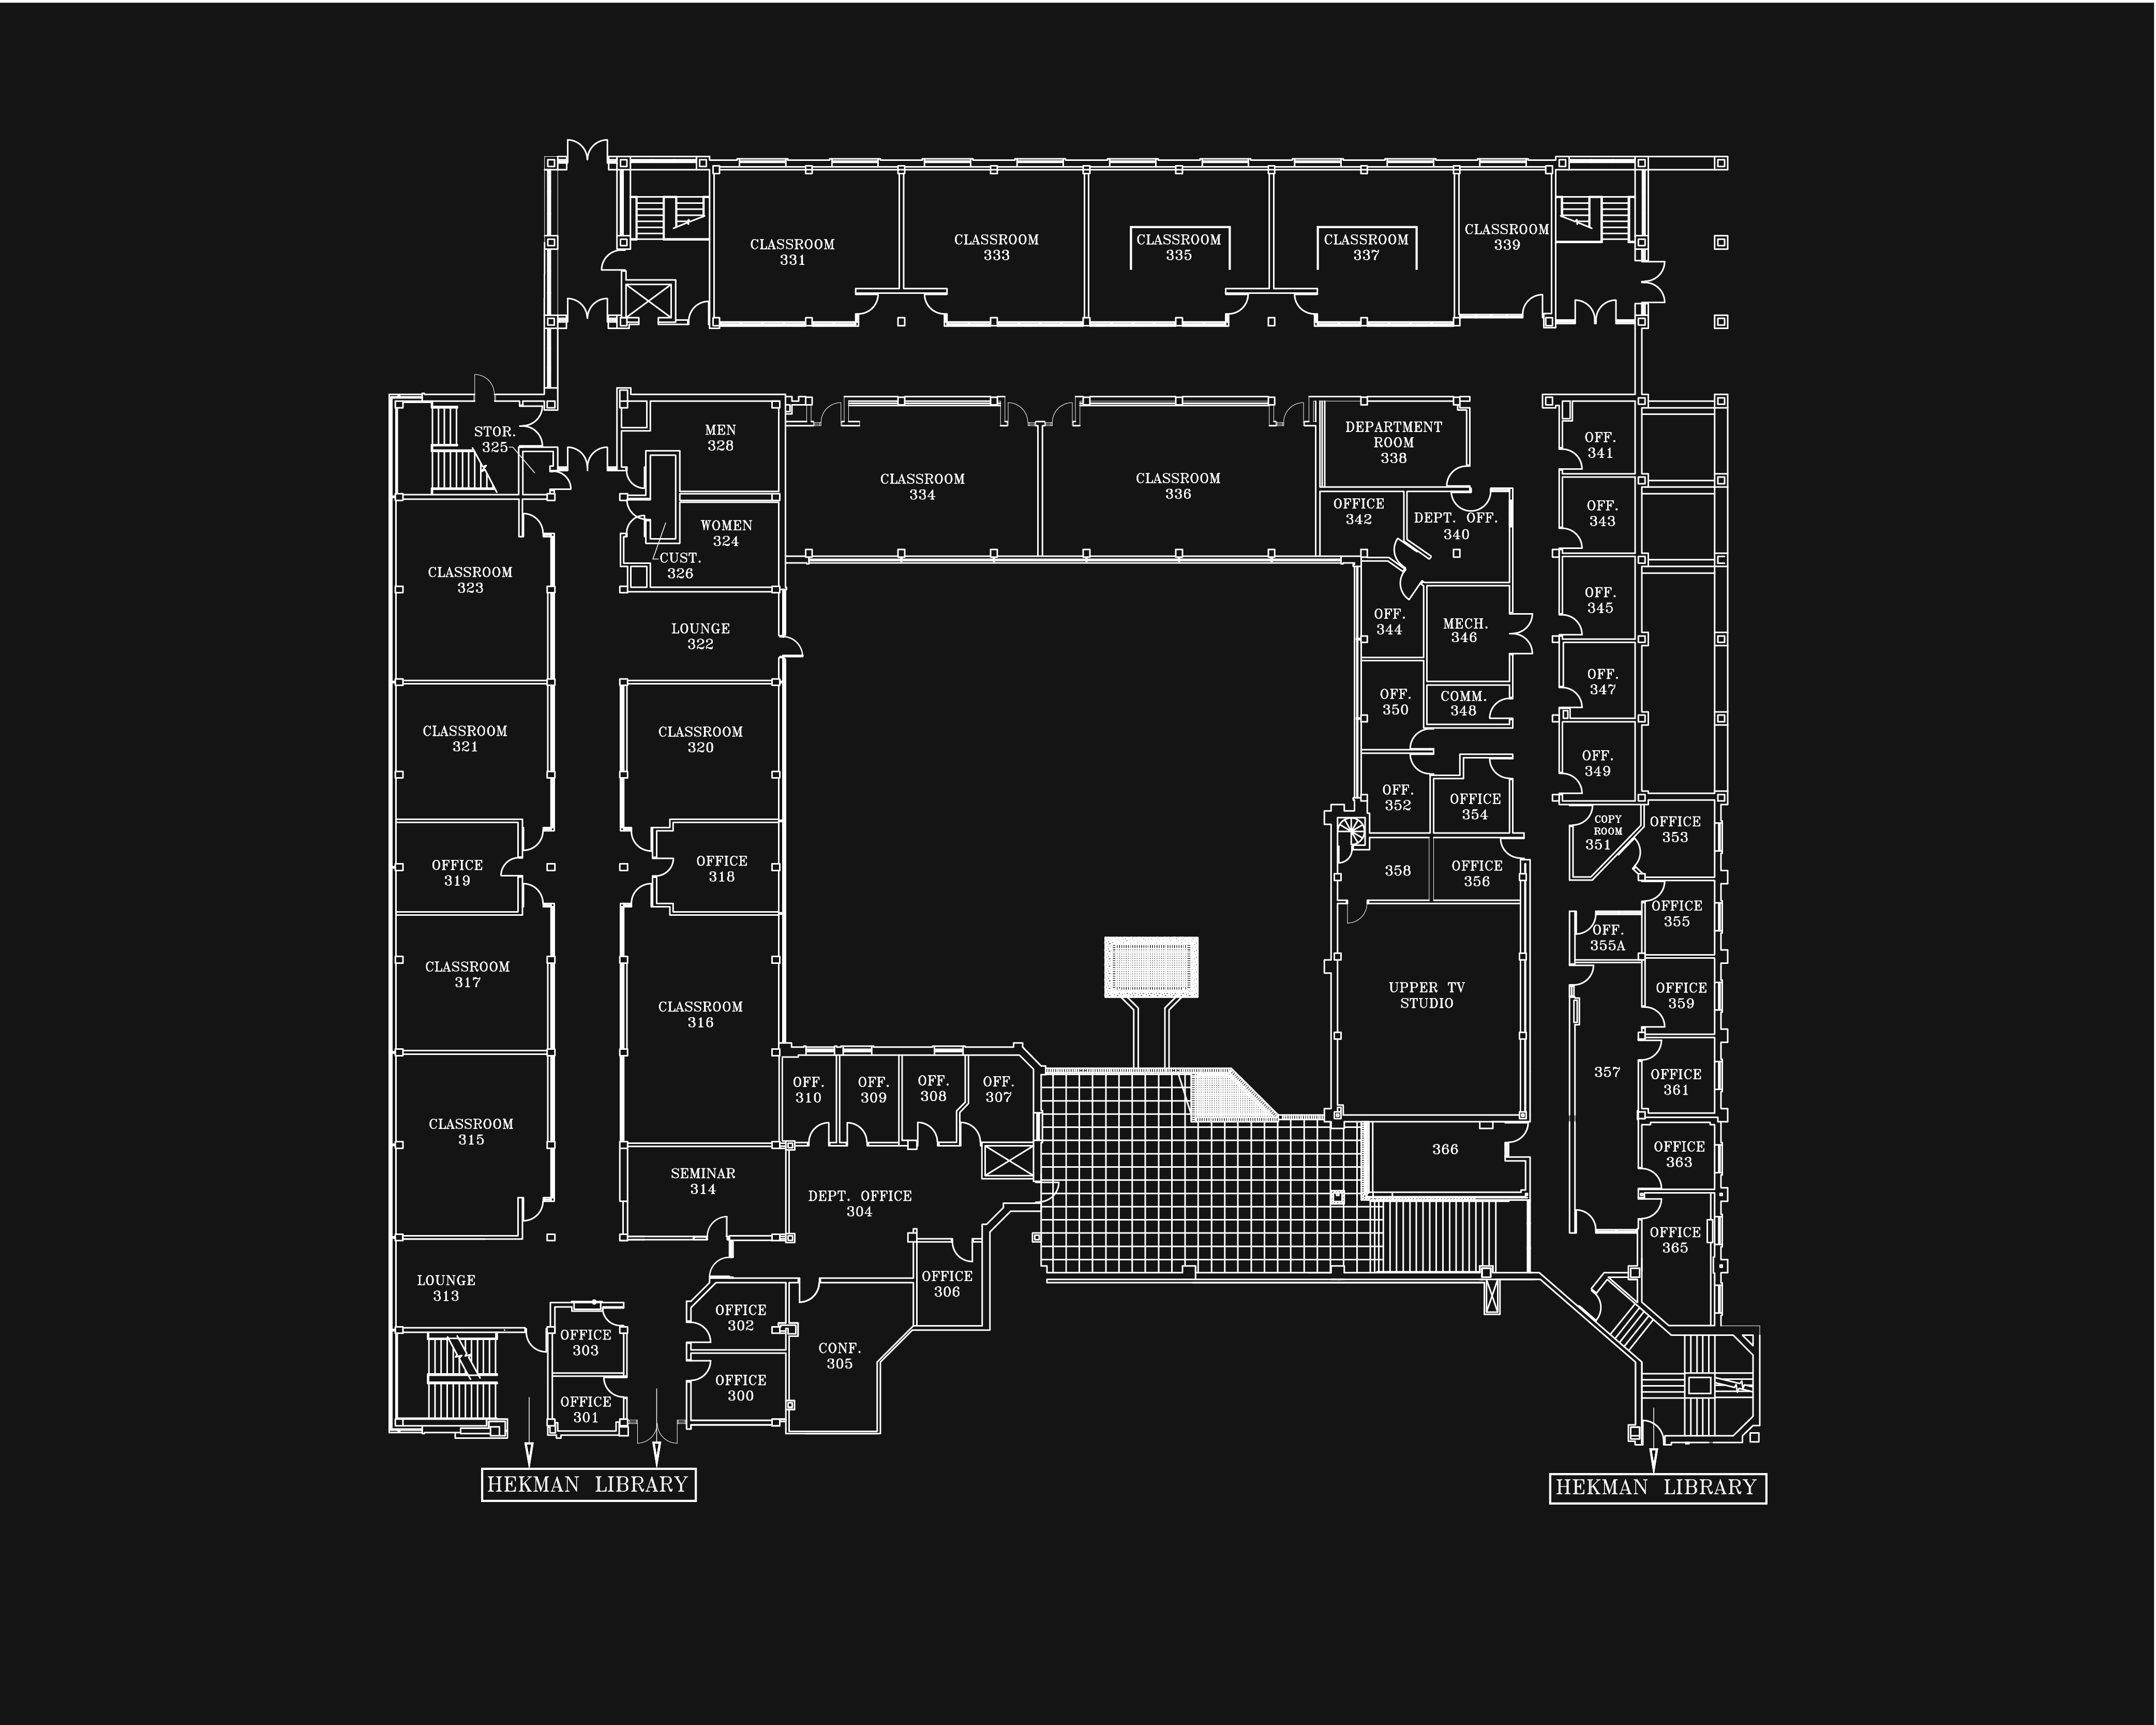 CLASSROOM
331
CLASSROOM
333
CLASSROOM
335
CLASSROOM
337
CLASSROOM
339
STOR.
325
MEN
328
WOMEN
324
CUST.
326
CLASSROOM
334
CLASSROOM
336
DEPARTMENT
ROOM
338
OFFICE
342
DEPT. OFF.
340
OFF.
341
OFF.
343
OFF.
345
OFF.
347
OFF.
349
CLASSROOM
323
LOUNGE
322
OFF.
344
MECH.
346
OFF.
350
COMM.
348
CLASSROOM
321
CLASSROOM
320
OFF.
352
OFFICE
354
COPY
ROOM
351
OFFICE
353
OFFICE
319
OFFICE
318
358
OFFICE
356
OFFICE
355
OFF.
355A
CLASSROOM
317
CLASSROOM
316
UPPER TV
STUDIO
OFFICE
359
357
OFFICE
361
OFF.
310
OFF.
309
OFF.
308
OFF.
307
CLASSROOM
315
SEMINAR
314
DEPT. OFFICE
304
366
OFFICE
363
OFFICE
365
LOUNGE
313
OFFICE
306
OFFICE
302
OFFICE
303
CONF.
305
OFFICE
300
OFFICE
301
HEKMAN LIBRARY
HEKMAN LIBRARY